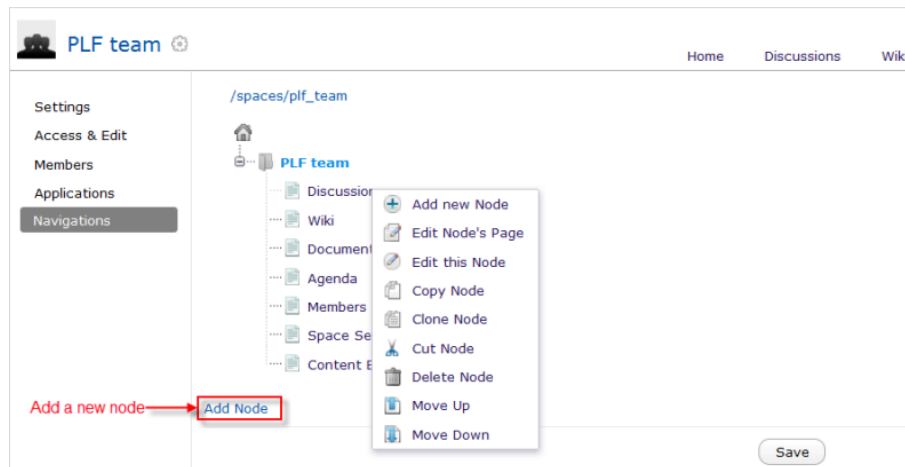 PLF team
Home Discussions Wik
Settings
Access & Edit
Members
Applications
Navigations
/spaces/plf_team
PLF team
Discussion
Wiki
Document
Agenda
Members
Space Se
Content E
Add new Node
Edit Node's Page
Edit this Node
Copy Node
Clone Node
Cut Node
Delete Node
Move Up
Move Down
Add a new node
Add Node
Save